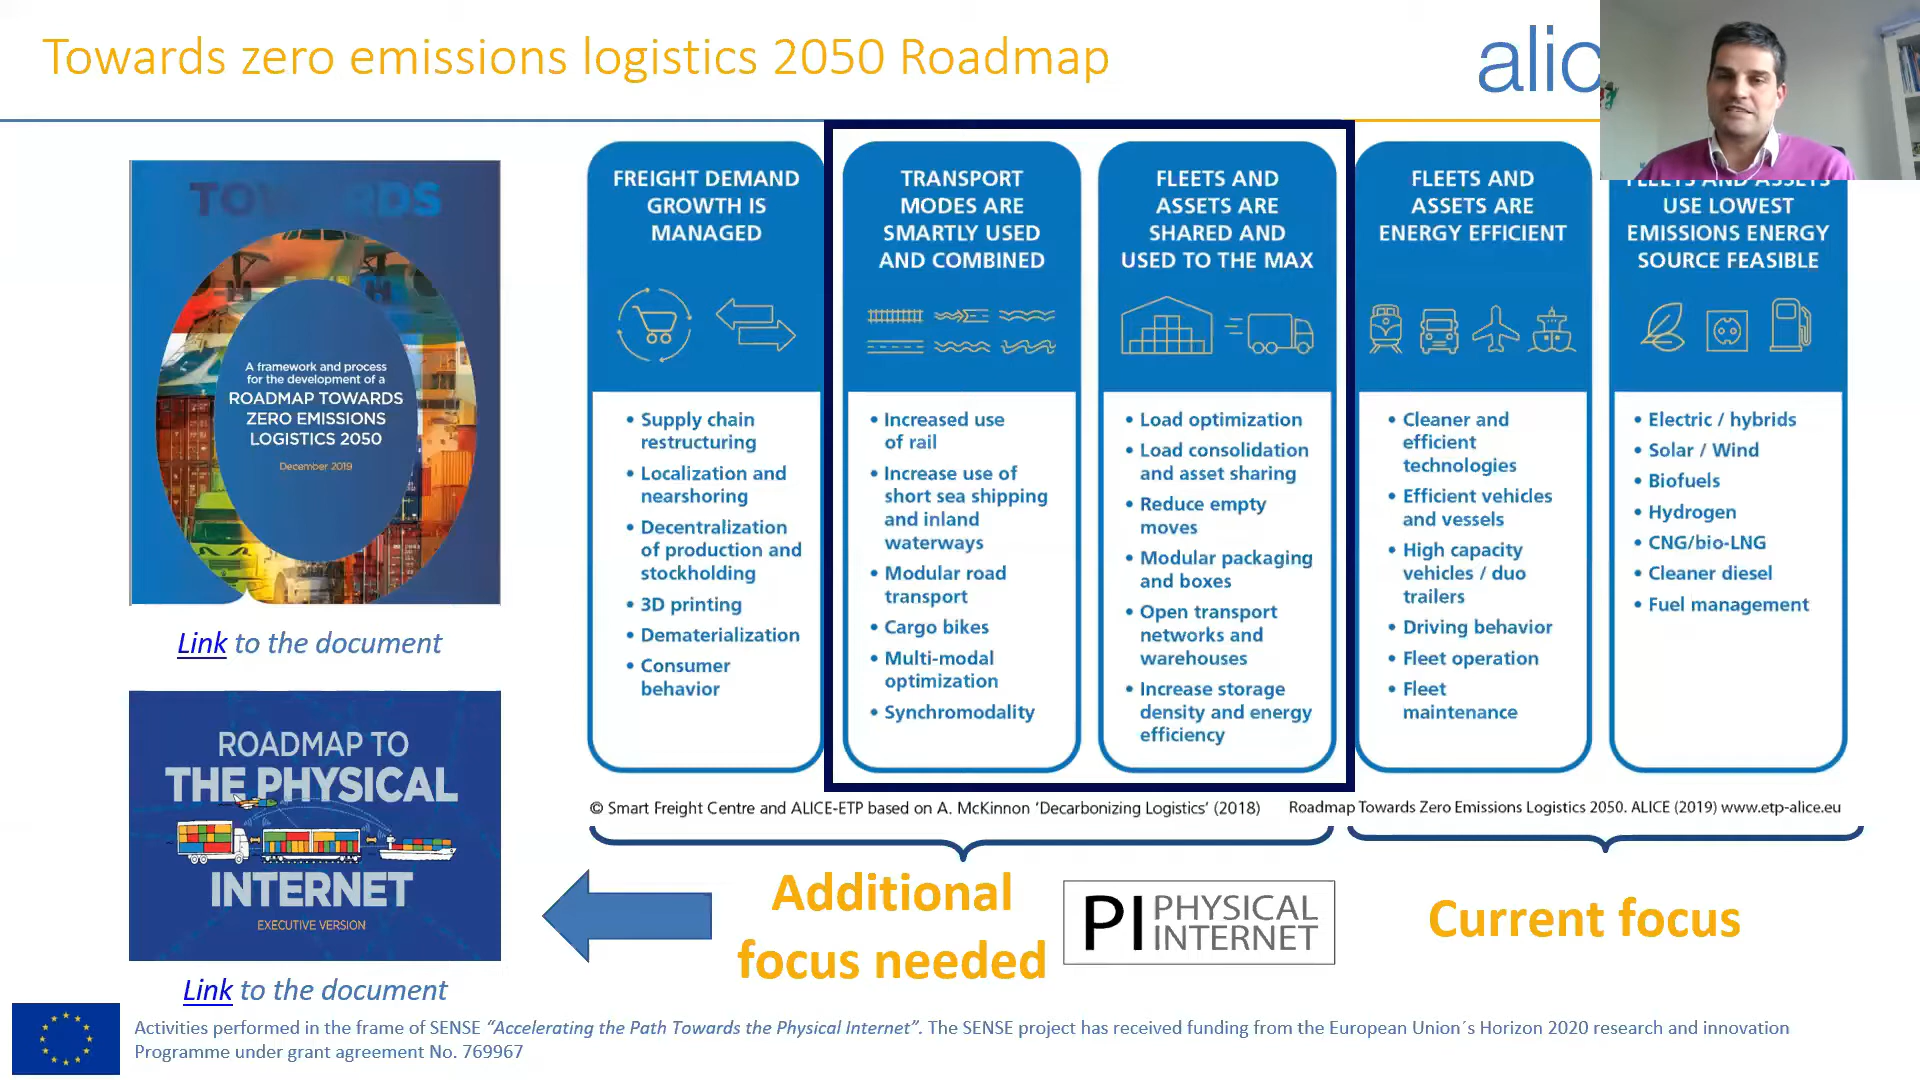 Towards zero emissions logistics 2050 Roadmap
alic
TOWARDS
A framework and process
for the development of a
ROADMAP TOWARDS
ZERO EMISSIONS
LOGISTICS 2050
December 2019
Link to the document
ROADMAP TO
THE PHYSICAL
INTERNET
EXECUTIVE VERSION
Link to the document
FREIGHT DEMAND
GROWTH IS
MANAGED
• Supply chain
restructuring
• Localization and
nearshoring
• Decentralization
of production and
stockholding
• 3D printing
• Dematerialization
• Consumer
behavior
TRANSPORT
MODES ARE
SMARTLY USED
AND COMBINED
• Increased use
of rail
• Increase use of
short sea shipping
and inland
waterways
• Modular road
transport
• Cargo bikes
• Multi-modal
optimization
• Synchromodality
FLEETS AND
ASSETS ARE
SHARED AND
USED TO THE MAX
• Load optimization
• Load consolidation
and asset sharing
• Reduce empty
moves
• Modular packaging
and boxes
• Open transport
networks and
warehouses
• Increase storage
density and energy
efficiency
FLEETS AND
ASSETS ARE
ENERGY EFFICIENT
• Cleaner and
efficient
technologies
• Efficient vehicles
and vessels
• High capacity
vehicles / duo
trailers
• Driving behavior
• Fleet operation
• Fleet
maintenance
FLEETS AND ASSETS
USE LOWEST
EMISSIONS ENERGY
SOURCE FEASIBLE
• Electric / hybrids
• Solar / Wind
• Biofuels
• Hydrogen
• CNG/bio-LNG
• Cleaner diesel
• Fuel management
© Smart Freight Centre and ALICE-ETP based on A. McKinnon ‘Decarbonizing Logistics’ (2018)
Roadmap Towards Zero Emissions Logistics 2050. ALICE (2019) www.etp-alice.eu
Additional
focus needed
PI PHYSICAL
INTERNET
Current focus
Activities performed in the frame of SENSE “Accelerating the Path Towards the Physical Internet”. The SENSE project has received funding from the European Union´s Horizon 2020 research and innovation
Programme under grant agreement No. 769967